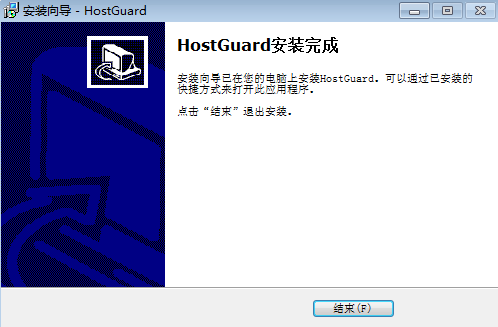 安装向导 - HostGuard
HostGuard安装完成
安装向导已在您的电脑上安装HostGuard。可以通过已安装的
快捷方式来打开此应用程序。
点击“结束”退出安装。
结束(F)